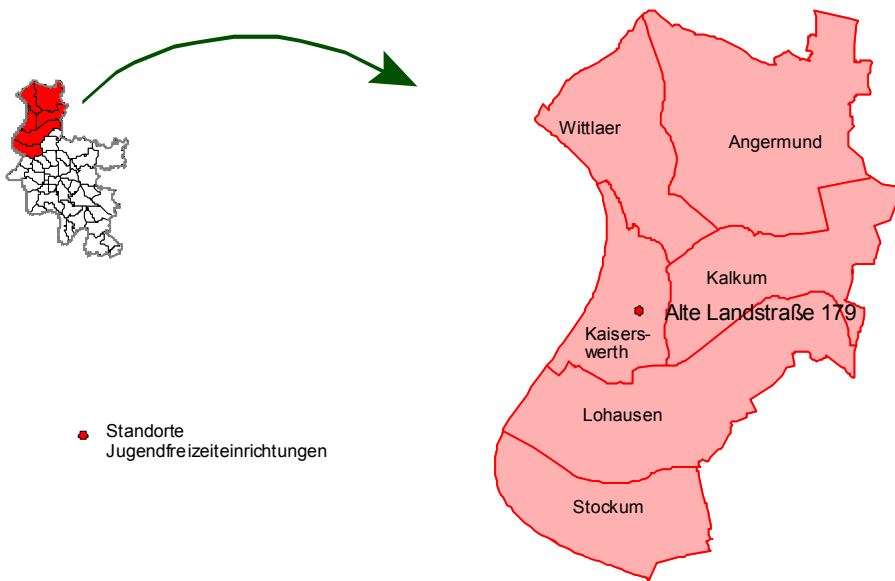 Wittlaer
Angermund
Kalkum
Alte Landstraße 179
Kaisers-
werth
Lohausen
Standorte
Jugendfreizeiteinrichtungen
Stockum